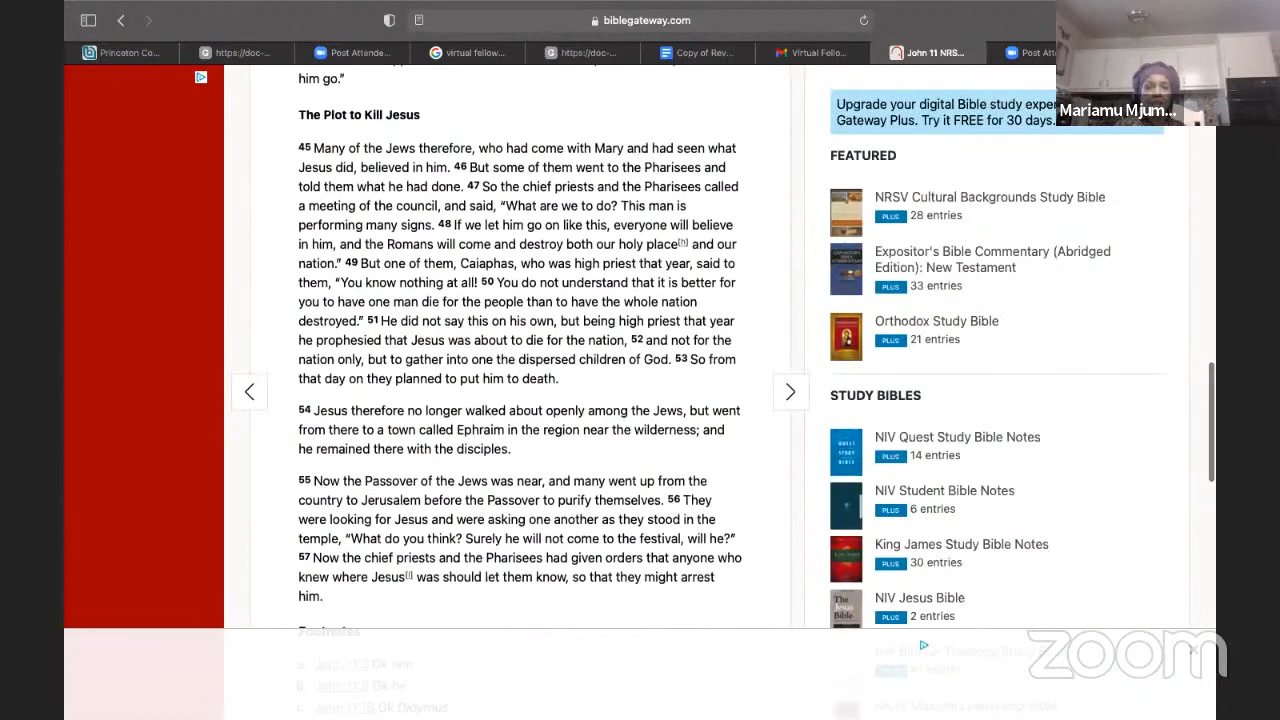 biblegateway.com
Princeton Co...
https://doc-...
Post Attende...
virtual fellow...
https://doc-...
Copy of Rev...
Virtual Fello...
John 11 NRS...
Post Att
Mariamu Mjum...
him go.”
The Plot to Kill Jesus
45 Many of the Jews therefore, who had come with Mary and had seen what
Jesus did, believed in him. 46 But some of them went to the Pharisees and
told them what he had done. 47 So the chief priests and the Pharisees called
a meeting of the council, and said, “What are we to do? This man is
performing many signs. 48 If we let him go on like this, everyone will believe
in him, and the Romans will come and destroy both our holy place[h] and our
nation.” 49 But one of them, Caiaphas, who was high priest that year, said to
them, “You know nothing at all! 50 You do not understand that it is better for
you to have one man die for the people than to have the whole nation
destroyed.” 51 He did not say this on his own, but being high priest that year
he prophesied that Jesus was about to die for the nation, 52 and not for the
nation only, but to gather into one the dispersed children of God. 53 So from
that day on they planned to put him to death.
54 Jesus therefore no longer walked about openly among the Jews, but went
from there to a town called Ephraim in the region near the wilderness; and
he remained there with the disciples.
55 Now the Passover of the Jews was near, and many went up from the
country to Jerusalem before the Passover to purify themselves. 56 They
were looking for Jesus and were asking one another as they stood in the
temple, “What do you think? Surely he will not come to the festival, will he?”
57 Now the chief priests and the Pharisees had given orders that anyone who
knew where Jesus[i] was should let them know, so that they might arrest
him.
Footnotes
a. John 11:3 Gk him
b. John 11:8 Gk he
c. John 11:16 Gk Didymus
Upgrade your digital Bible study expe
Gateway Plus. Try it FREE for 30 days.
FEATURED
NRSV Cultural Backgrounds Study Bible
PLUS 28 entries
Expositor's Bible Commentary (Abridged
Edition): New Testament
PLUS 33 entries
Orthodox Study Bible
PLUS 21 entries
STUDY BIBLES
NIV Quest Study Bible Notes
PLUS 14 entries
NIV Student Bible Notes
PLUS 6 entries
King James Study Bible Notes
PLUS 30 entries
The
Jesus
Bible
NIV Jesus Bible
PLUS 2 entries
zoom